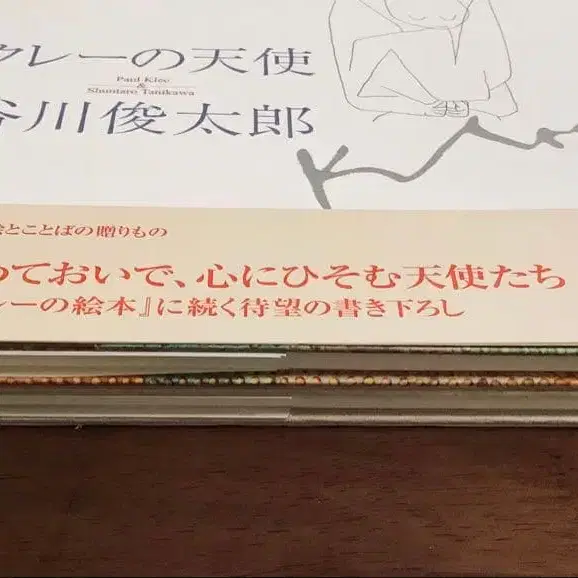 クレーの天使
Paul Klee
&
Shuntaro Tanikawa
谷川俊太郎
絵とことばの贈りもの
ておいで、心にひそむ天使たち
レーの絵本』に続く待望の書き下ろし